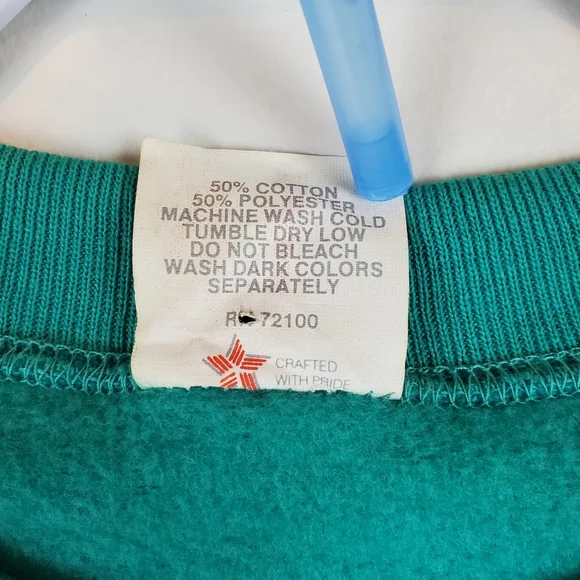 50% COTTON
50% POLYESTER
MACHINE WASH COLD
TUMBLE DRY LOW
DO NOT BLEACH
WASH DARK COLORS
SEPARATELY
72100
CRAFTED
WITH PRIDE